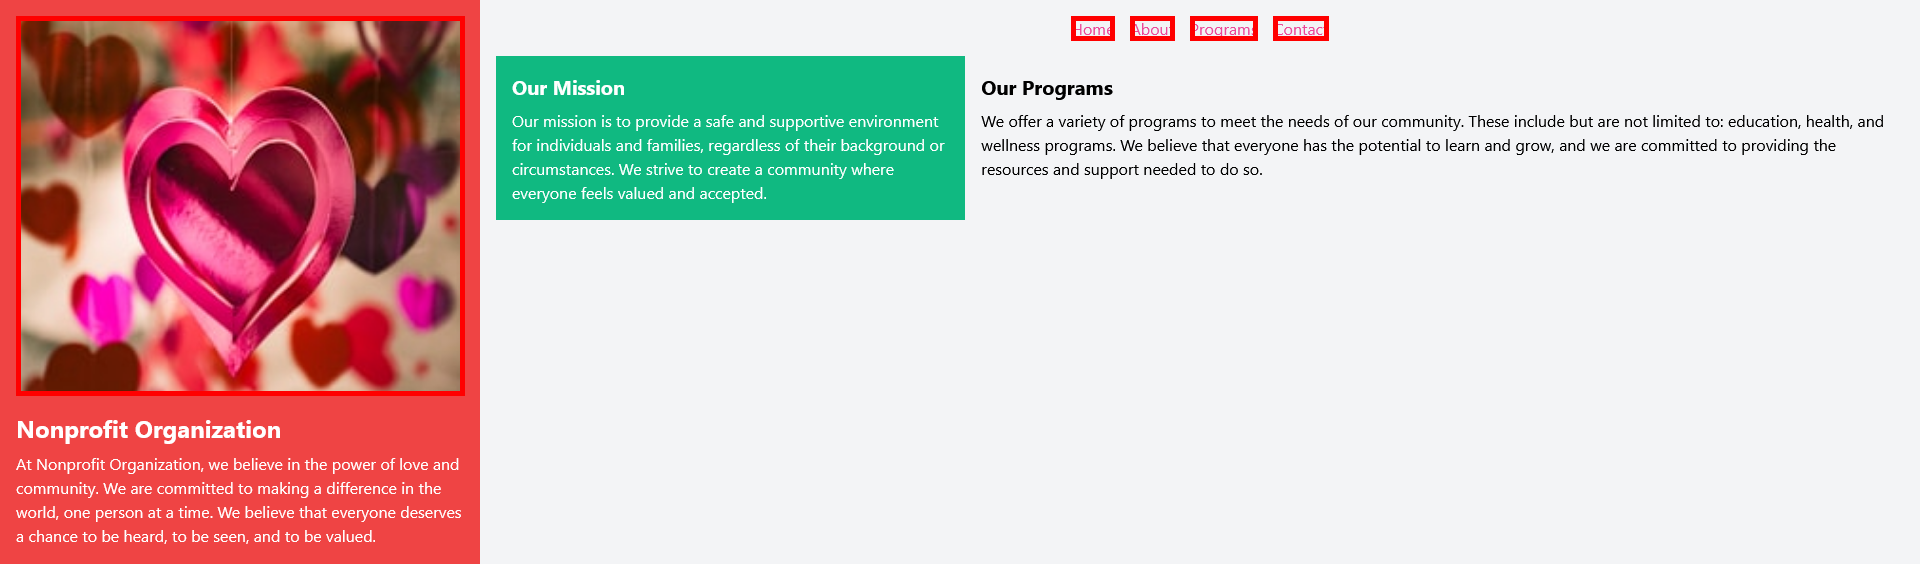 Home About Programs Contact
Our Mission
Our mission is to provide a safe and supportive environment
for individuals and families, regardless of their background or
circumstances. We strive to create a community where
everyone feels valued and accepted.
Our Programs
We offer a variety of programs to meet the needs of our community. These include but are not limited to: education, health, and
wellness programs. We believe that everyone has the potential to learn and grow, and we are committed to providing the
resources and support needed to do so.
Nonprofit Organization
At Nonprofit Organization, we believe in the power of love and
community. We are committed to making a difference in the
world, one person at a time. We believe that everyone deserves
a chance to be heard, to be seen, and to be valued.